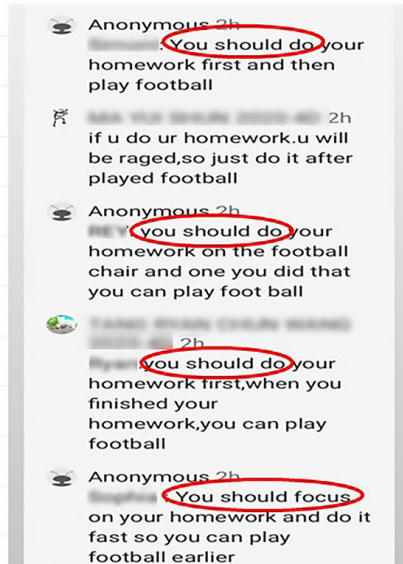 Anonymous 2h
: You should do your
homework first and then
play football
2h
if u do ur homework.u will
be raged,so just do it after
played football
Anonymous 2h
you should do your
homework on the football
chair and one you did that
you can play foot ball
2h
you should do your
homework first,when you
finished your
homework,you can play
football
Anonymous 2h
: You should focus
on your homework and do it
fast so you can play
football earlier